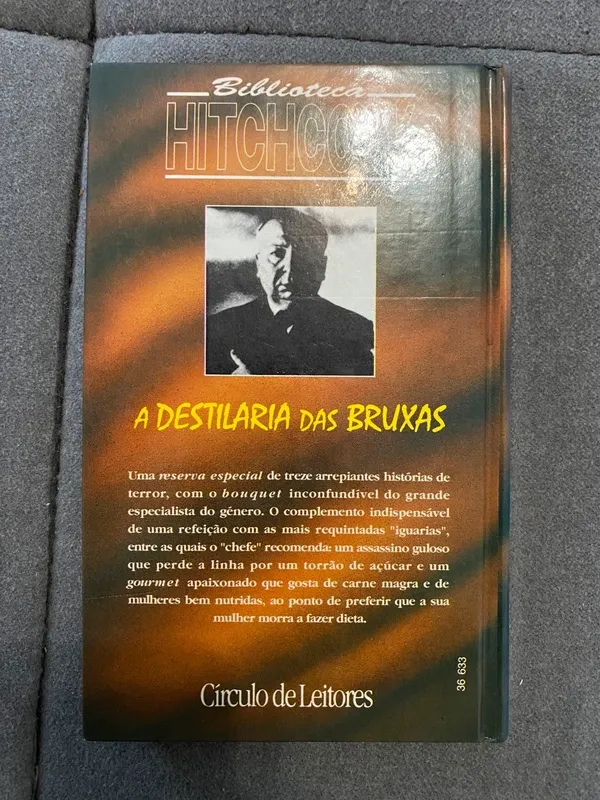 Biblioteca
HITCHCOCK
A DESTILARIA DAS BRUXAS
Uma reserva especial de treze arrepiantes histórias de
terror, com o bouquet inconfundível do grande
especialista do género. O complemento indispensável
de uma refeição com as mais requintadas "iguarias",
entre as quais o "chefe" recomenda: um assassino guloso
que perde a linha por um torrão de açúcar e um
gourmet apaixonado que gosta de carne magra e de
mulheres bem nutridas, ao ponto de preferir que a sua
mulher morra a fazer dieta.
36 633
Círculo de Leitores